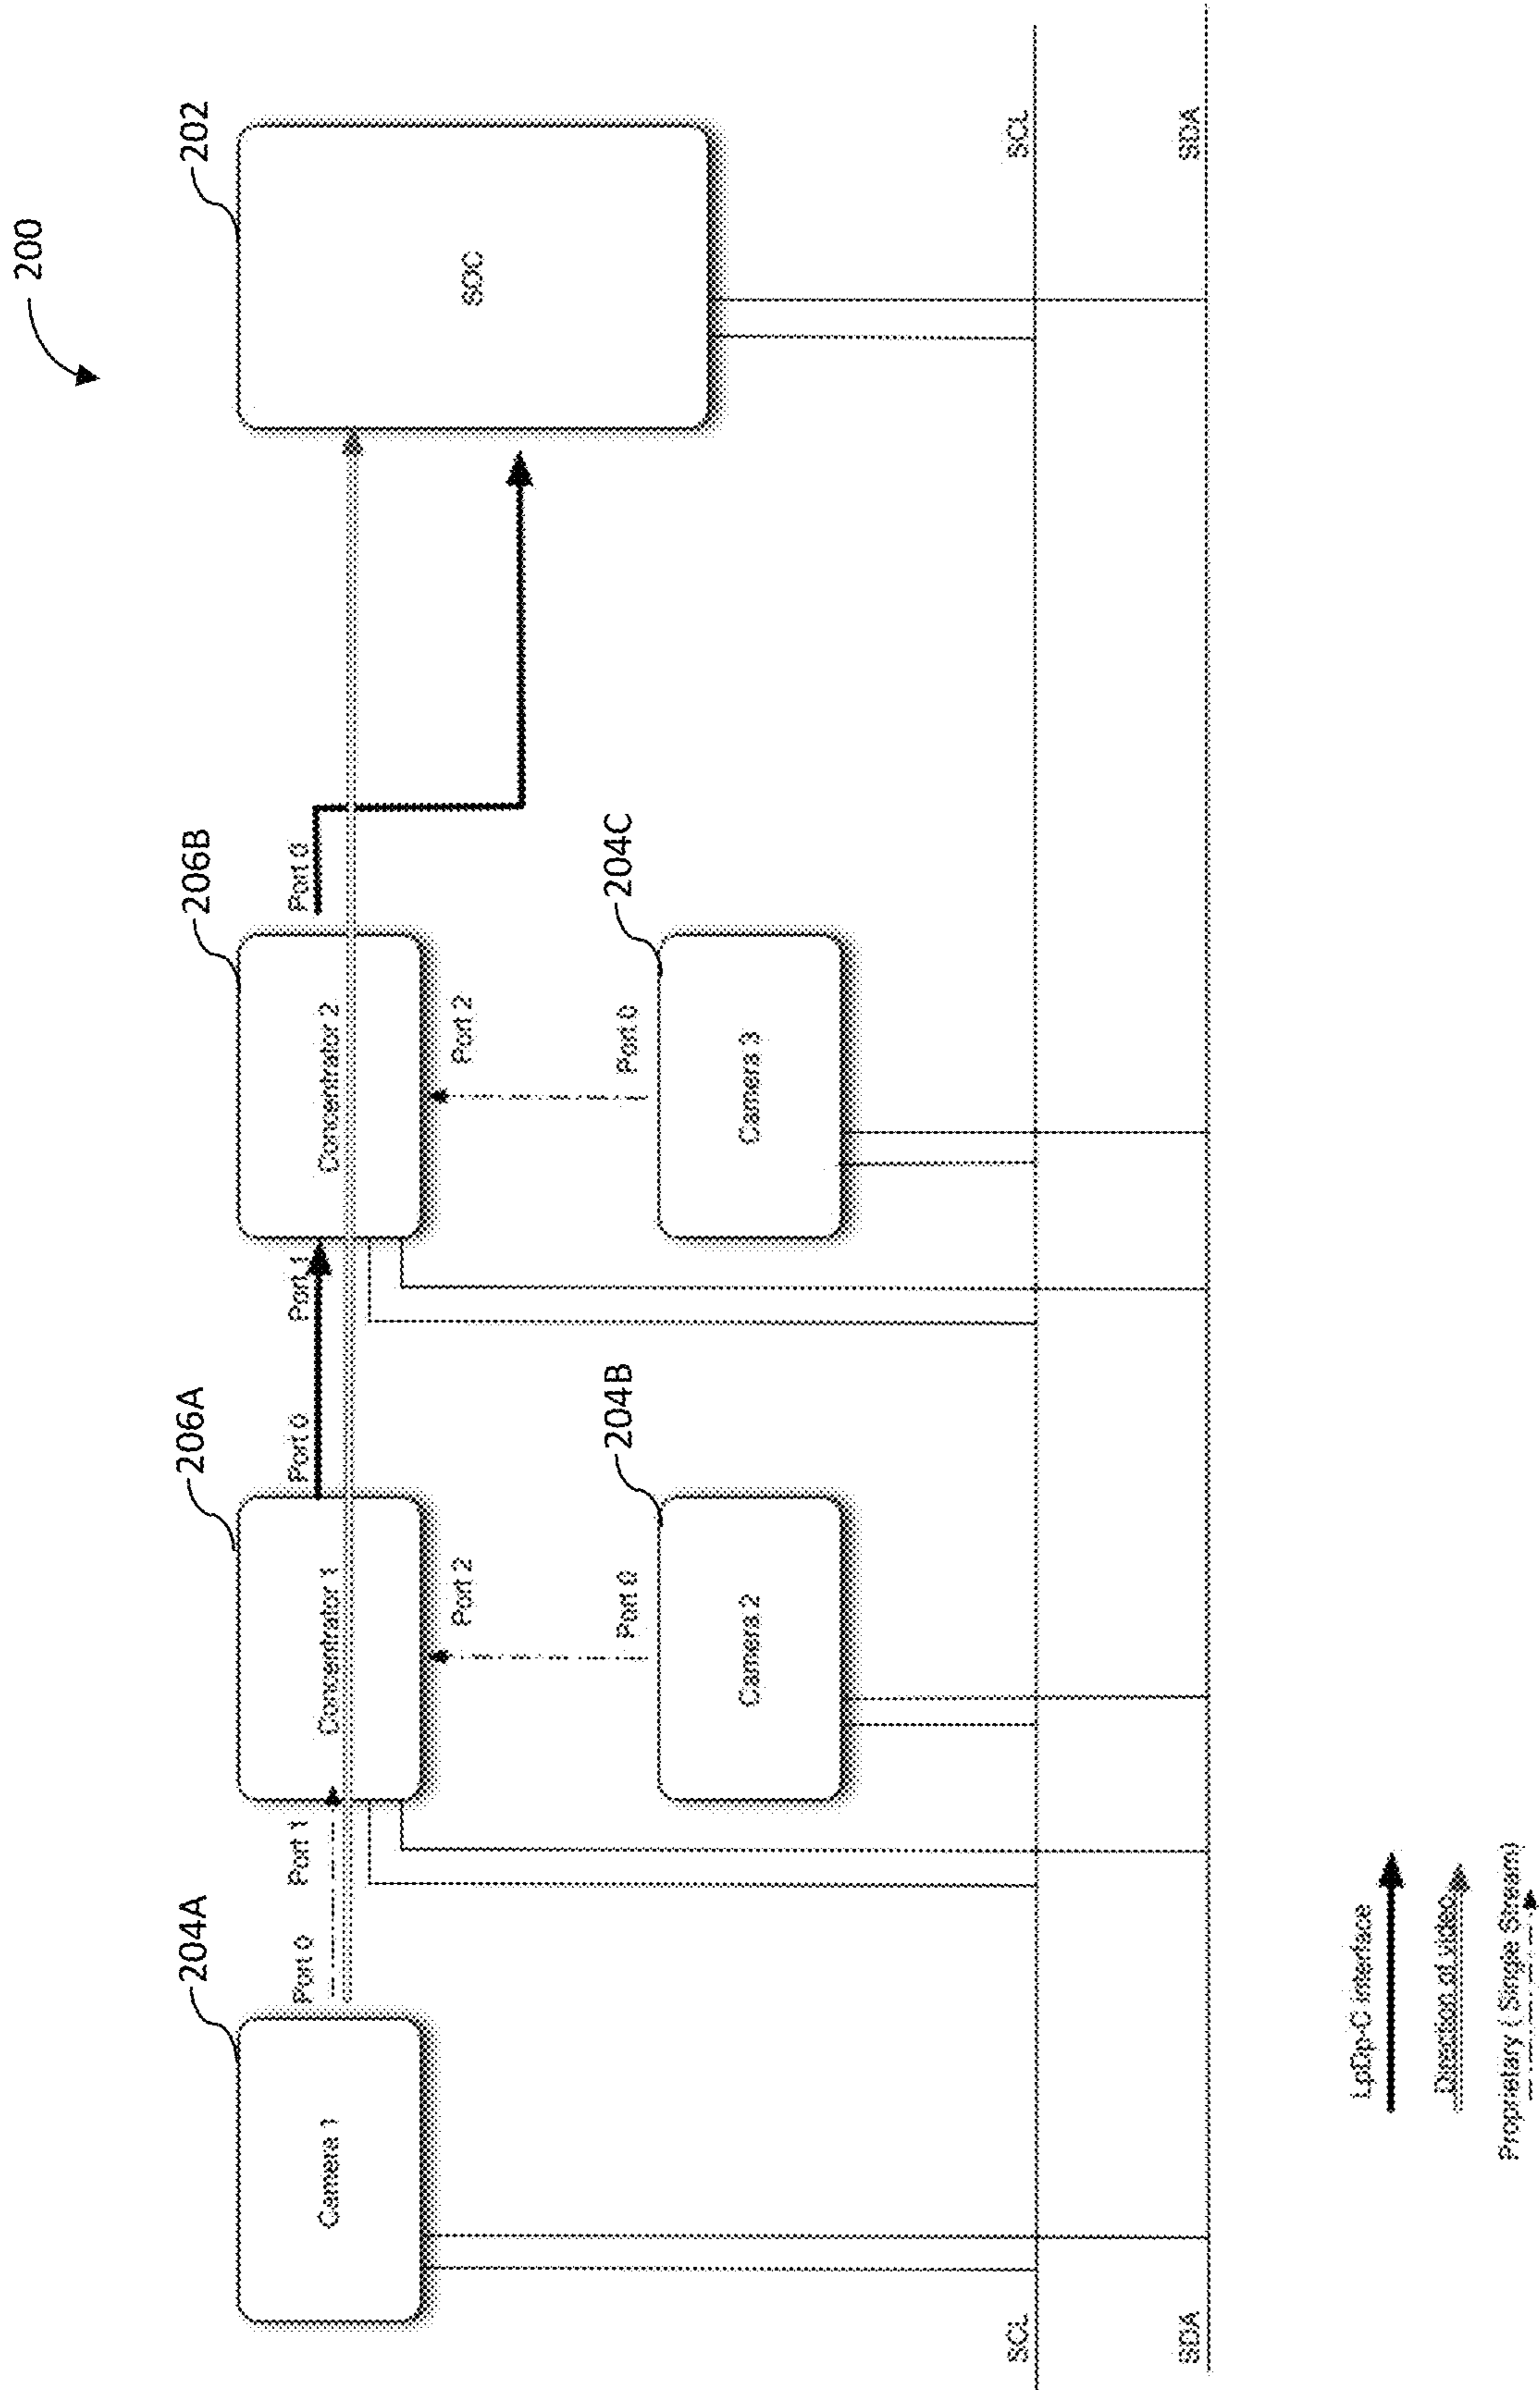 200
204A
206A
206B
202
Port 0
Port 1
Port 0
Port 1
Port 0
Camera 1
Concentrator 1
Concentrator 2
SOC
Port 2
Port 2
204B
204C
Port 0
Port 0
Camera 2
Camera 3
SCL
SCL
SDA
SDA
LpDp-C interface
Direction of video
Proprietary ( Single Stream)